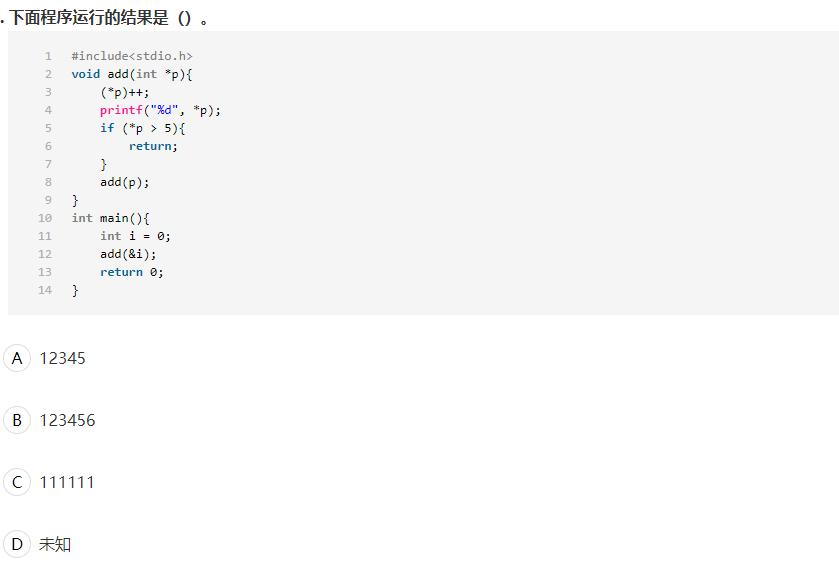 . 下面程序运行的结果是（）。
1 #include<stdio.h>
2 void add(int *p){
3     (*p)++;
4     printf("%d", *p);
5     if (*p > 5){
6         return;
7     }
8     add(p);
9 }
10 int main(){
11     int i = 0;
12     add(&i);
13     return 0;
14 }
A 12345
B 123456
C 111111
D 未知